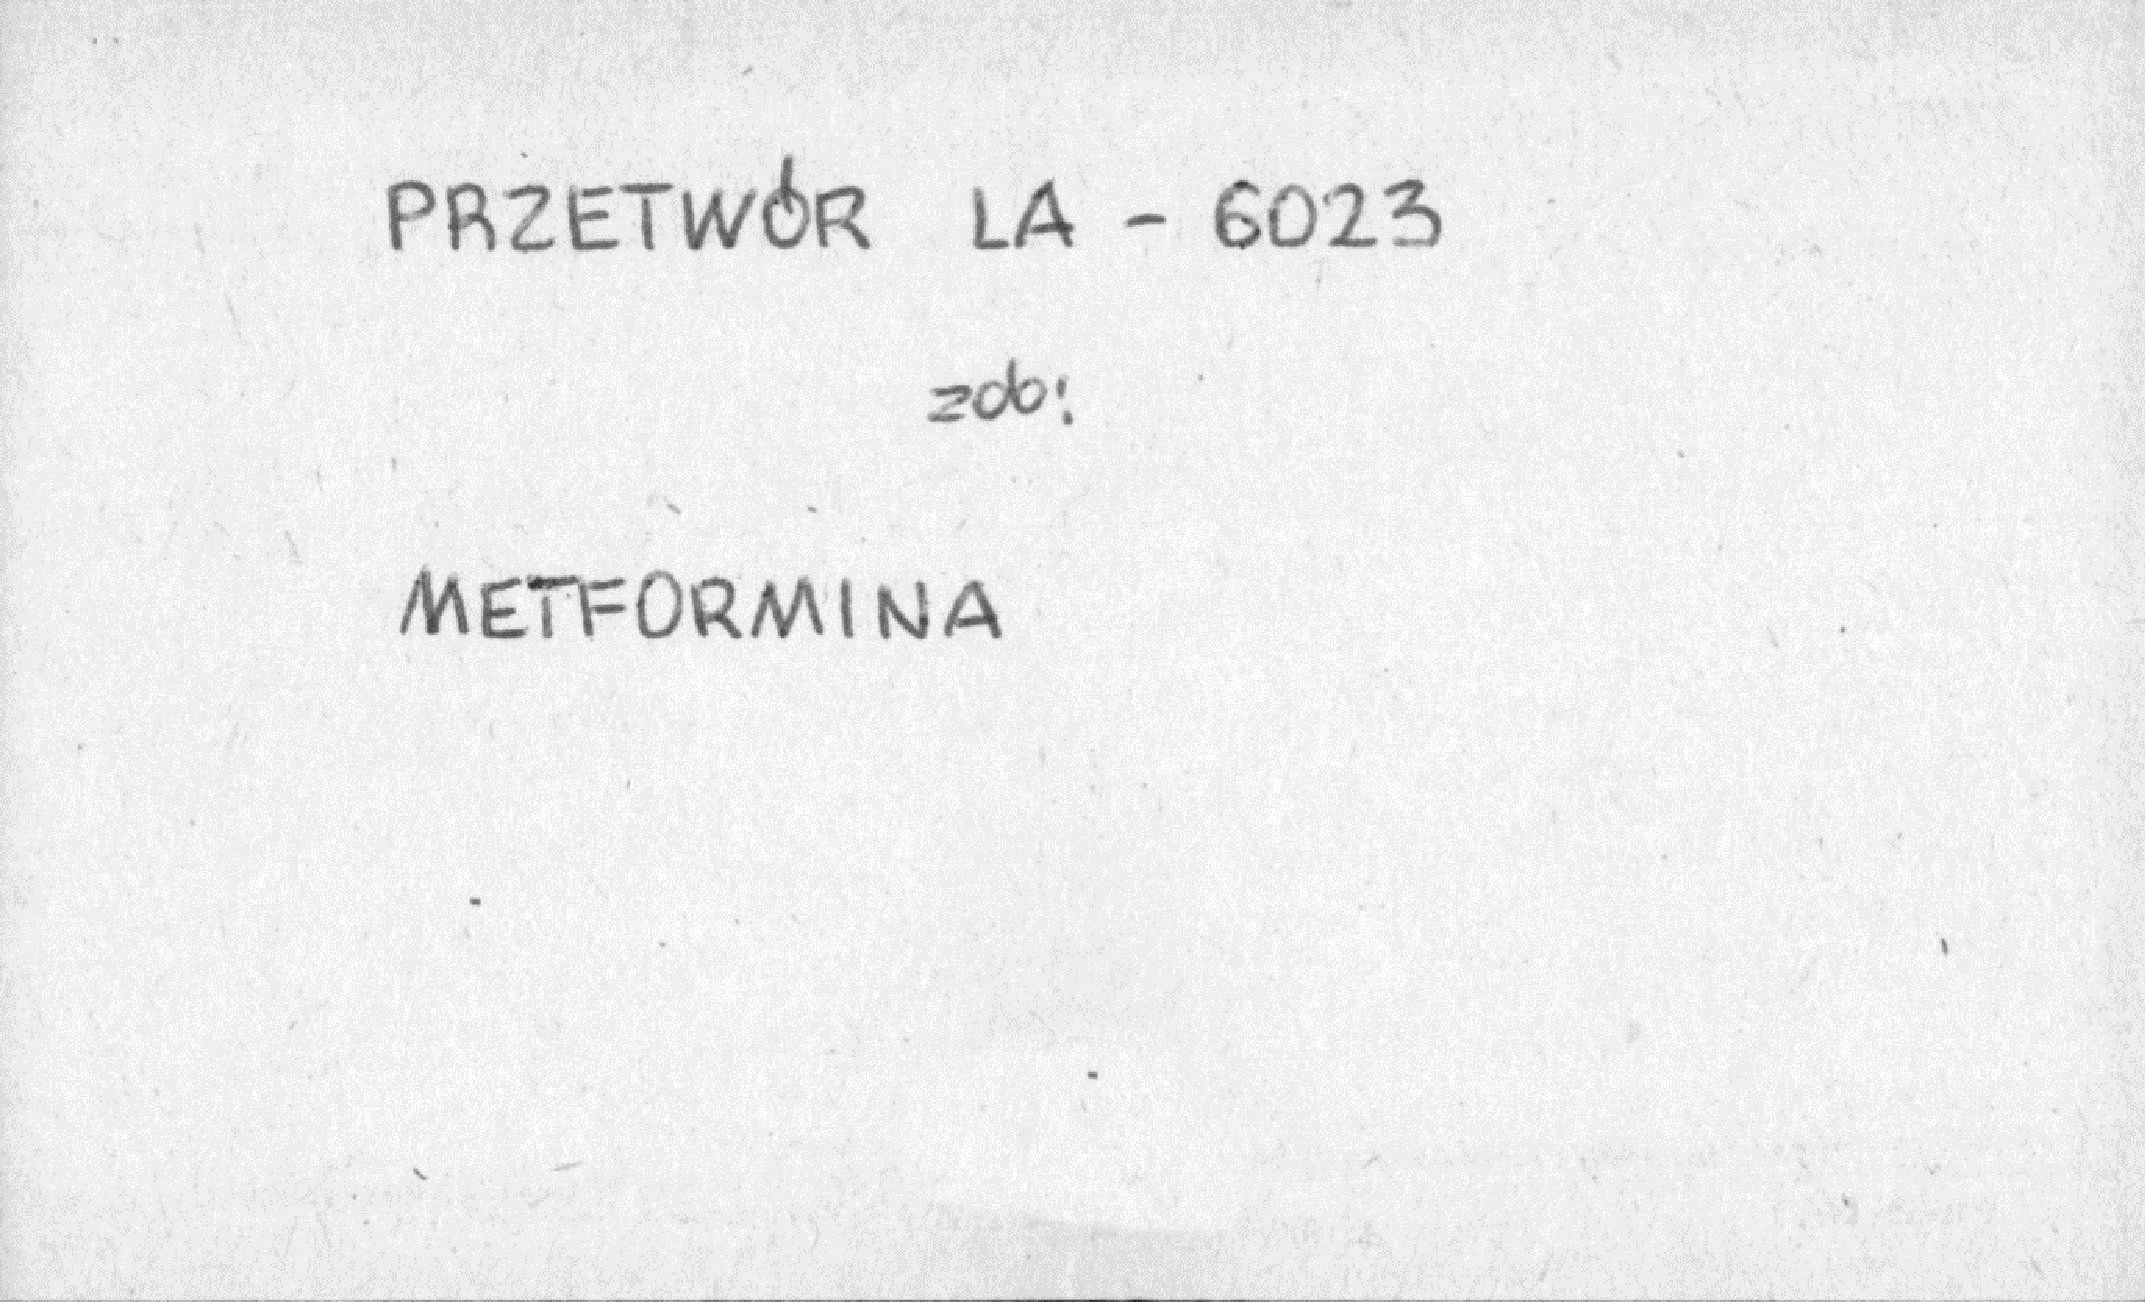 PRZETWÓR LA - 6023
zob:
METFORMINA